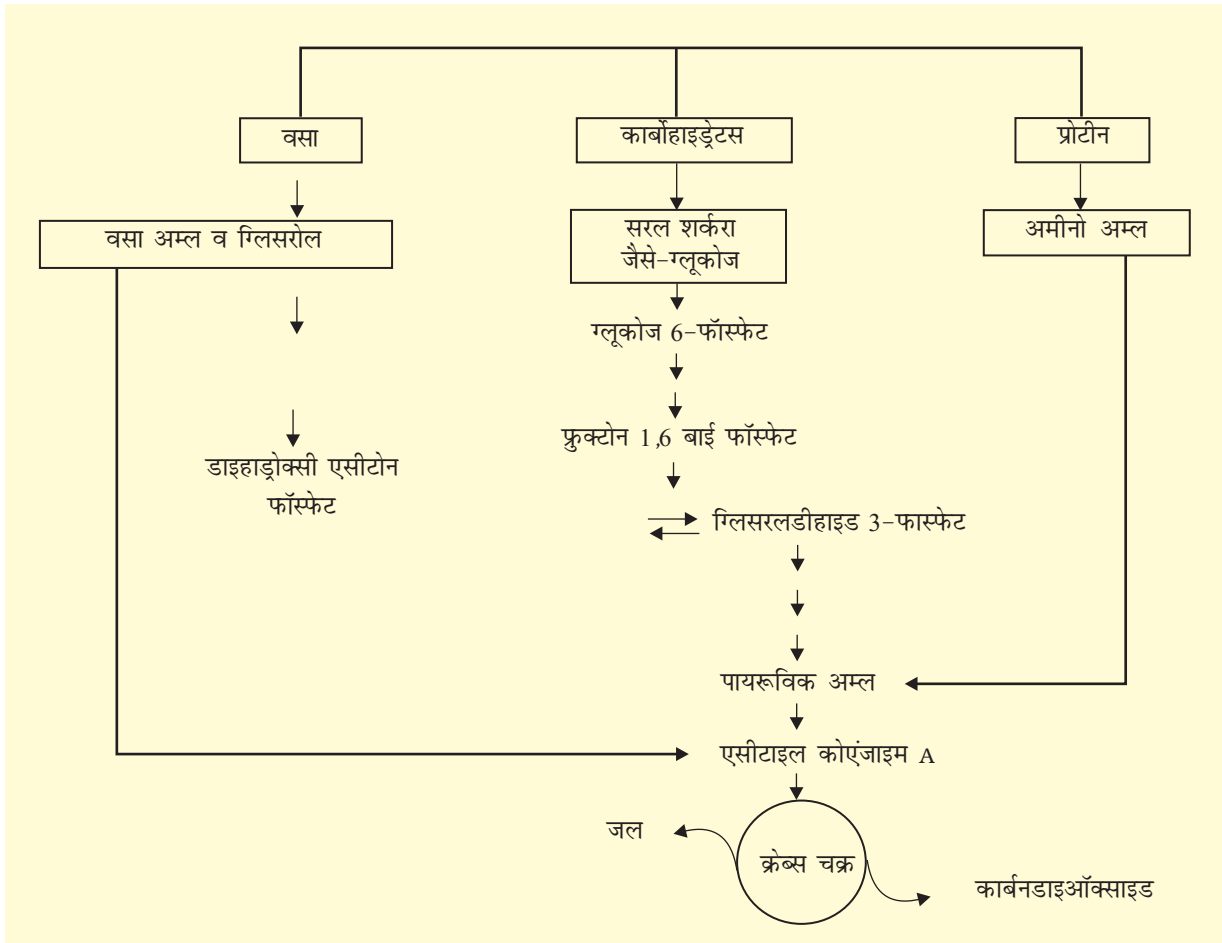 वसा
कार्बोहाइड्रेटस
प्रोटीन
वसा अम्ल व ग्लिसरोल
सरल शर्करा
जैसे-ग्लूकोज
अमीनो अम्ल
ग्लूकोज 6-फॉस्फेट
फ्रुक्टोन 1,6 बाई फॉस्फेट
डाइहाड्रोक्सी एसीटोन
फॉस्फेट
ग्लिसरलडीहाइड 3-फास्फेट
पायरूविक अम्ल
एसीटाइल कोएंजाइम A
जल
क्रेब्स चक्र
कार्बनडाइऑक्साइड